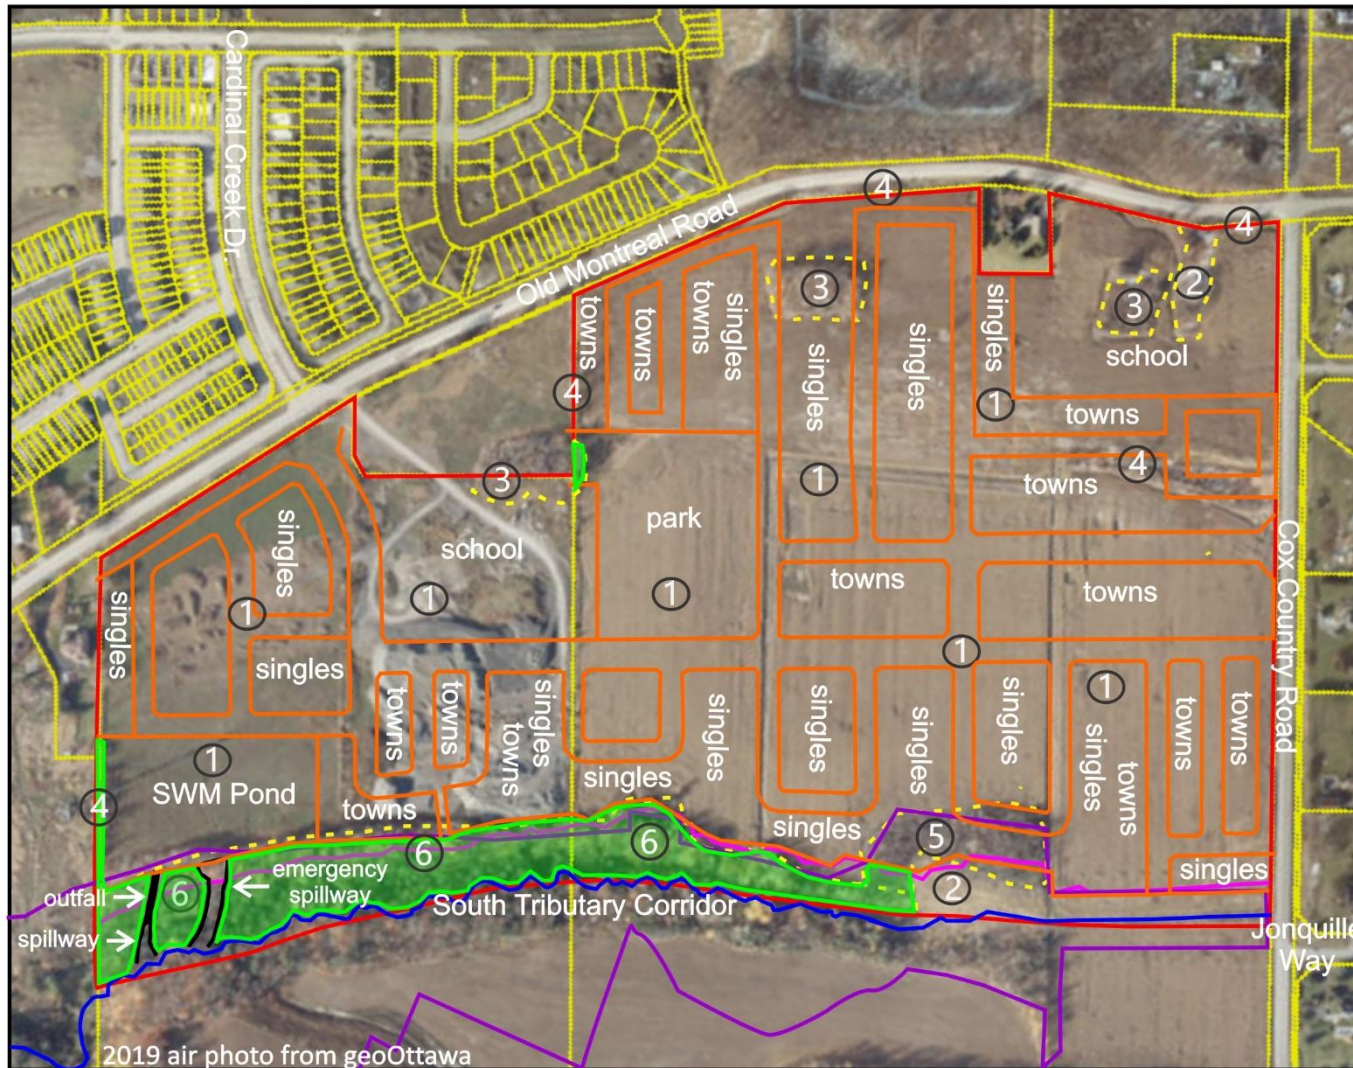 Cardinal Creek Dr.
Old Montreal Road
4
4
3
2
3
school
towns
towns
towns
singles
singles
singles
singles
1
towns
4
4
towns
3
1
park
Cox Country Road
school
singles
towns
towns
1
1
1
singles
singles
1
1
singles
towns
towns
singles
towns
singles
singles
singles
singles
singles
towns
towns
towns
1
SWM Pond
4
towns
singles
singles
5
singles
6
6
6
2
outfall
emergency
spillway
spillway
South Tributary Corridor
Jonquille
Way
2019 air photo from geoOttawa